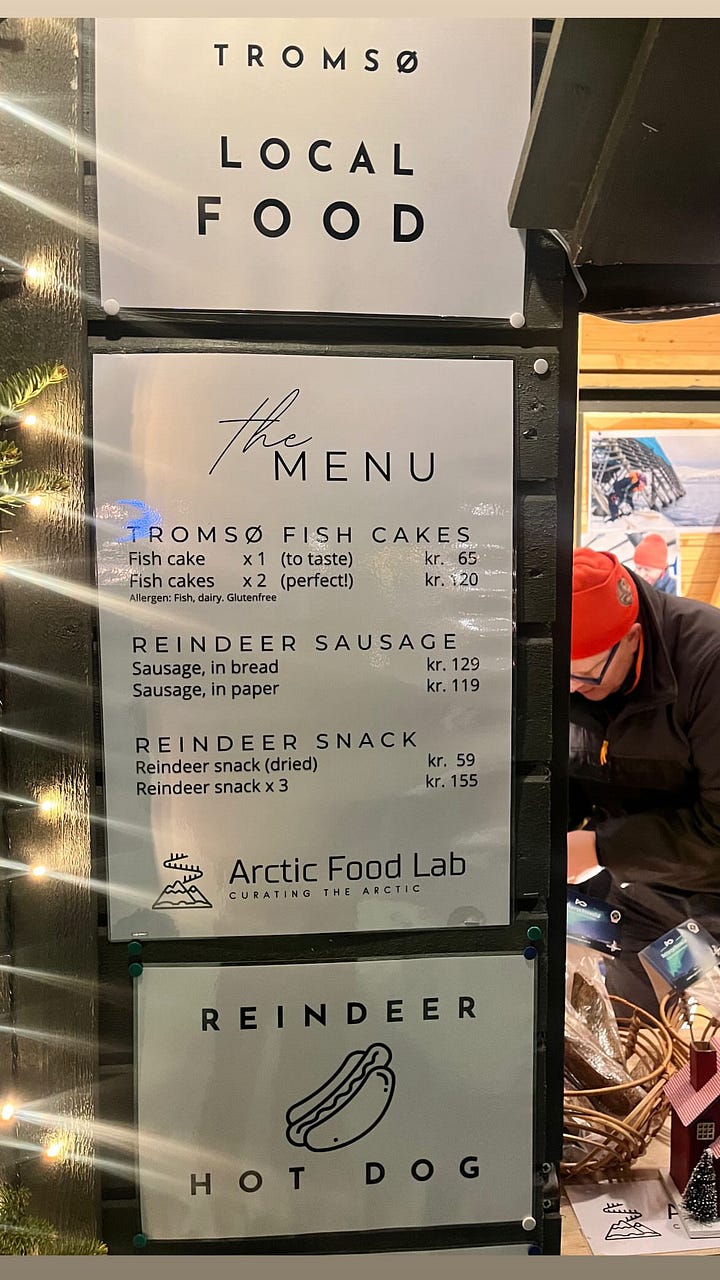 TROMSØ
LOCAL
FOOD
the
MENU
TROMSØ FISH CAKES
Fish cake x 1 (to taste) kr. 65
Fish cakes x 2 (perfect!) kr. 120
Allergen: Fish, dairy. Glutenfree
REINDEER SAUSAGE
Sausage, in bread kr. 129
Sausage, in paper kr. 119
REINDEER SNACK
Reindeer snack (dried) kr. 59
Reindeer snack x 3 kr. 155
Arctic Food Lab
CURATING THE ARCTIC
REINDEER
HOT DOG